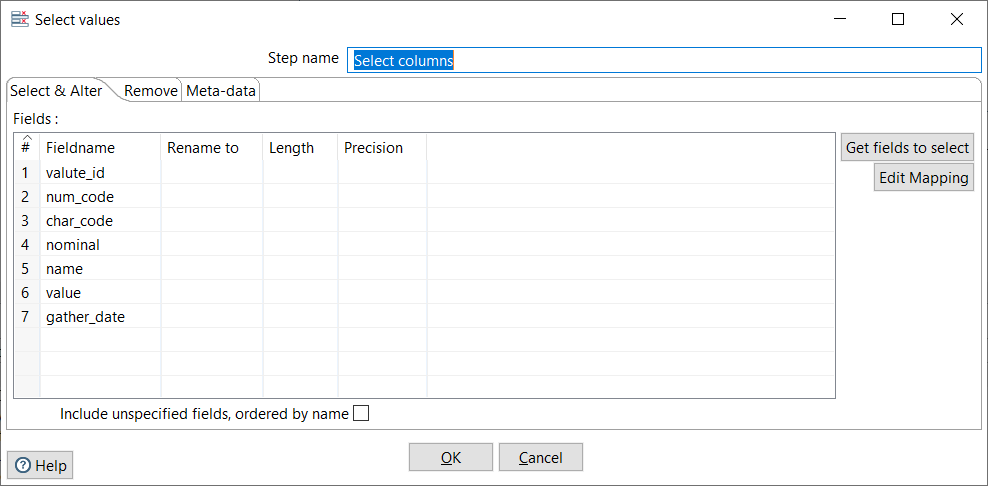 Select values
Step name Select columns
Select & Alter Remove Meta-data
Fields :
# Fieldname Rename to Length Precision
Get fields to select
1 valute_id
Edit Mapping
2 num_code
3 char_code
4 nominal
5 name
6 value
7 gather_date
Include unspecified fields, ordered by name
OK Cancel
? Help